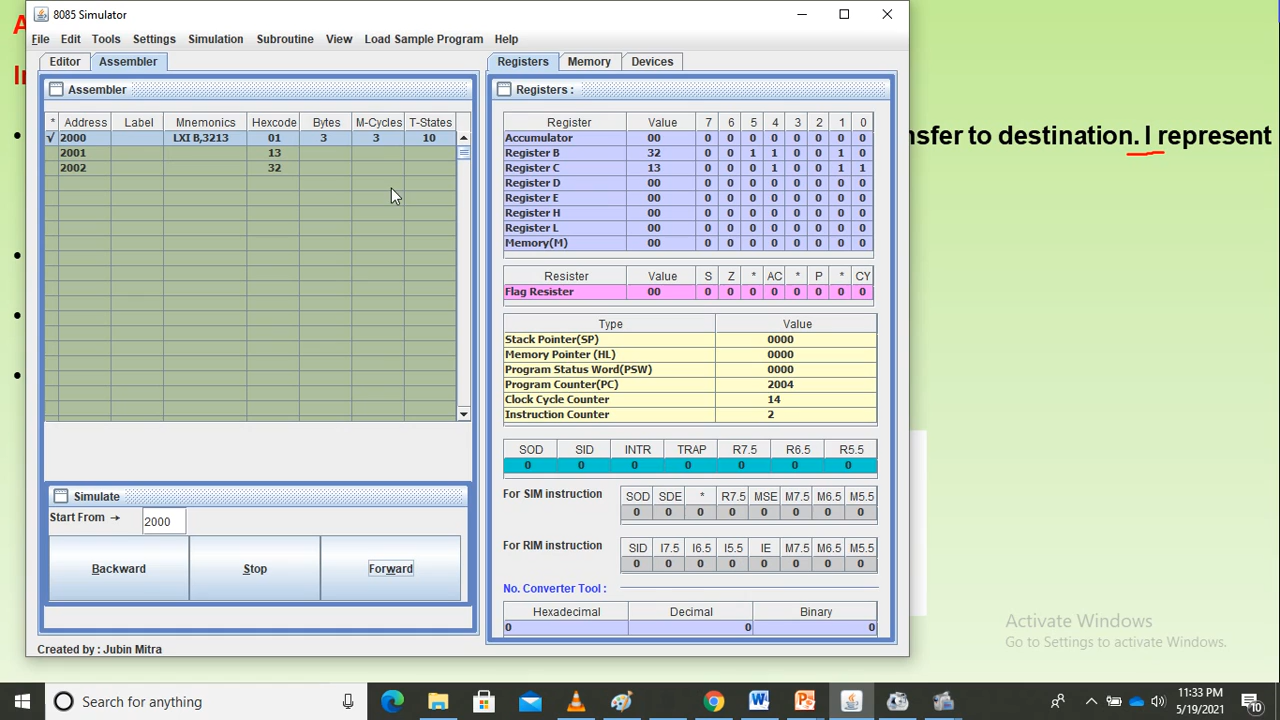 A
In
nsfer to destination. I represent
8085 Simulator
File Edit Tools Settings Simulation Subroutine View Load Sample Program Help
Editor Assembler
Assembler
* Address Label Mnemonics Hexcode Bytes M-Cycles T-States
√ 2000 LXI B,3213 01 3 3 10
2001 13
2002 32
Simulate
Start From → 2000
Backward Stop Forward
Created by : Jubin Mitra
Registers Memory Devices
Registers :
Register Value 7 6 5 4 3 2 1 0
Accumulator 00 0 0 0 0 0 0 0 0
Register B 32 0 0 1 1 0 0 1 0
Register C 13 0 0 0 1 0 0 1 1
Register D 00 0 0 0 0 0 0 0 0
Register E 00 0 0 0 0 0 0 0 0
Register H 00 0 0 0 0 0 0 0 0
Register L 00 0 0 0 0 0 0 0 0
Memory(M) 00 0 0 0 0 0 0 0 0
Resister Value S Z * AC * P * CY
Flag Resister 00 0 0 0 0 0 0 0 0
Type Value
Stack Pointer(SP) 0000
Memory Pointer (HL) 0000
Program Status Word(PSW) 0000
Program Counter(PC) 2004
Clock Cycle Counter 14
Instruction Counter 2
SOD SID INTR TRAP R7.5 R6.5 R5.5
0 0 0 0 0 0 0
For SIM instruction SOD SDE * R7.5 MSE M7.5 M6.5 M5.5
0 0 0 0 0 0 0 0
For RIM instruction SID I7.5 I6.5 I5.5 IE M7.5 M6.5 M5.5
0 0 0 0 0 0 0 0
No. Converter Tool :
Hexadecimal Decimal Binary
0 0 0
Activate Windows
Go to Settings to activate Windows.
Search for anything
11:33 PM
5/19/2021
10